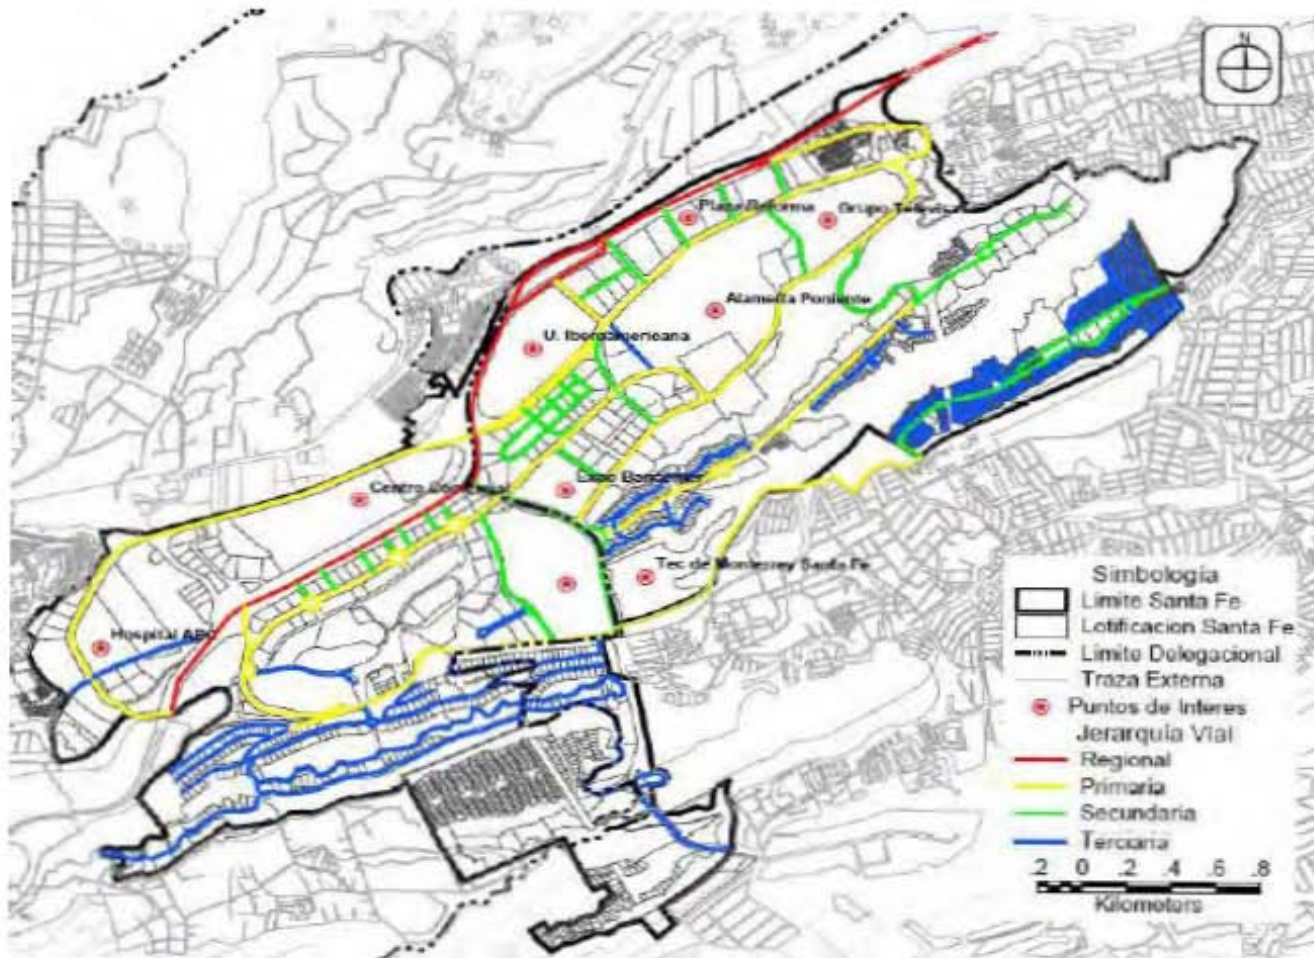 N
Plaza Reforma
Grupo Televisa
Alameda Poniente
U. Iberoamericana
Centro Comercial
Expo Bancomer
Tec de Monterrey Santa Fe
Hospital ABC
Simbología
Limite Santa Fe
Lotificacion Santa Fe
Limite Delegacional
Traza Externa
Puntos de Interes
Jerarquia Vial
Regional
Primaria
Secundaria
Terciaria
.2 0 .2 .4 .6 .8
Kilometers